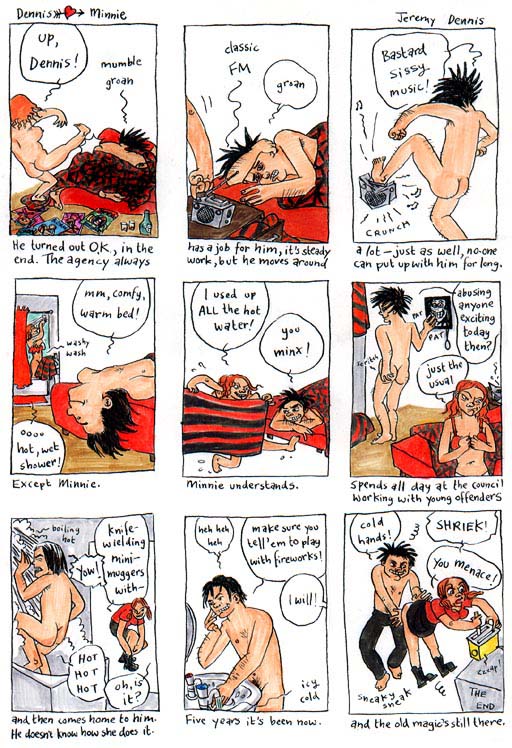 Dennis Minnie
Jeremy Dennis
Up,
Dennis!
mumble
groan
He turned out O.K., in the
end. The agency always
classic
FM
groan
has a job for him, it's steady
work, but he moves around
Bastard
sissy
music!
CRUNCH
a lot – just as well, no-one
can put up with him for long.
mm, comfy,
warm bed!
washy
wash
oooo
hot, wet
shower!
Except Minnie.
I used up
ALL the hot
water!
you
minx!
Minnie understands.
abusing
anyone
exciting
today
then?
PAT
PAT
scritch
just the
usual
Spends all day at the council
working with young offenders
boiling
hot
YOW!
knife-
wielding
mini-
muggers
with–
HOT
HOT
HOT
oh, is
it?
and then comes home to him.
He doesn't know how she does it.
heh heh
heh
make sure you
tell 'em to play
with fireworks!
I will!
icy
cold
Five years it's been now.
cold
hands!
SHRIEK!
You menace!
zzzap!
sneaky
sneak
THE
END
and the old magic's still there.